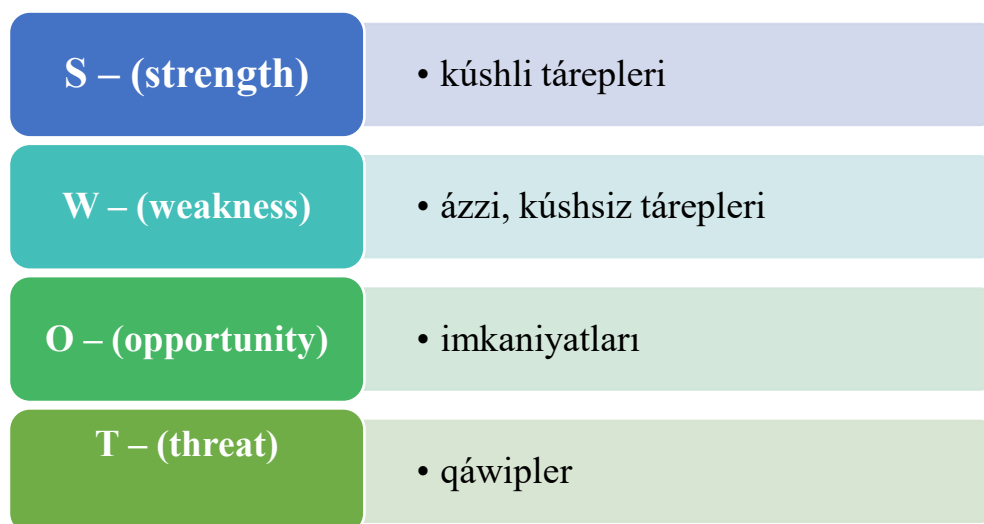 S – (strength)
• kúshli tárepleri
W – (weakness)
• ázzi, kúshsiz tárepleri
O – (opportunity)
• imkaniyatları
T – (threat)
• qáwipler